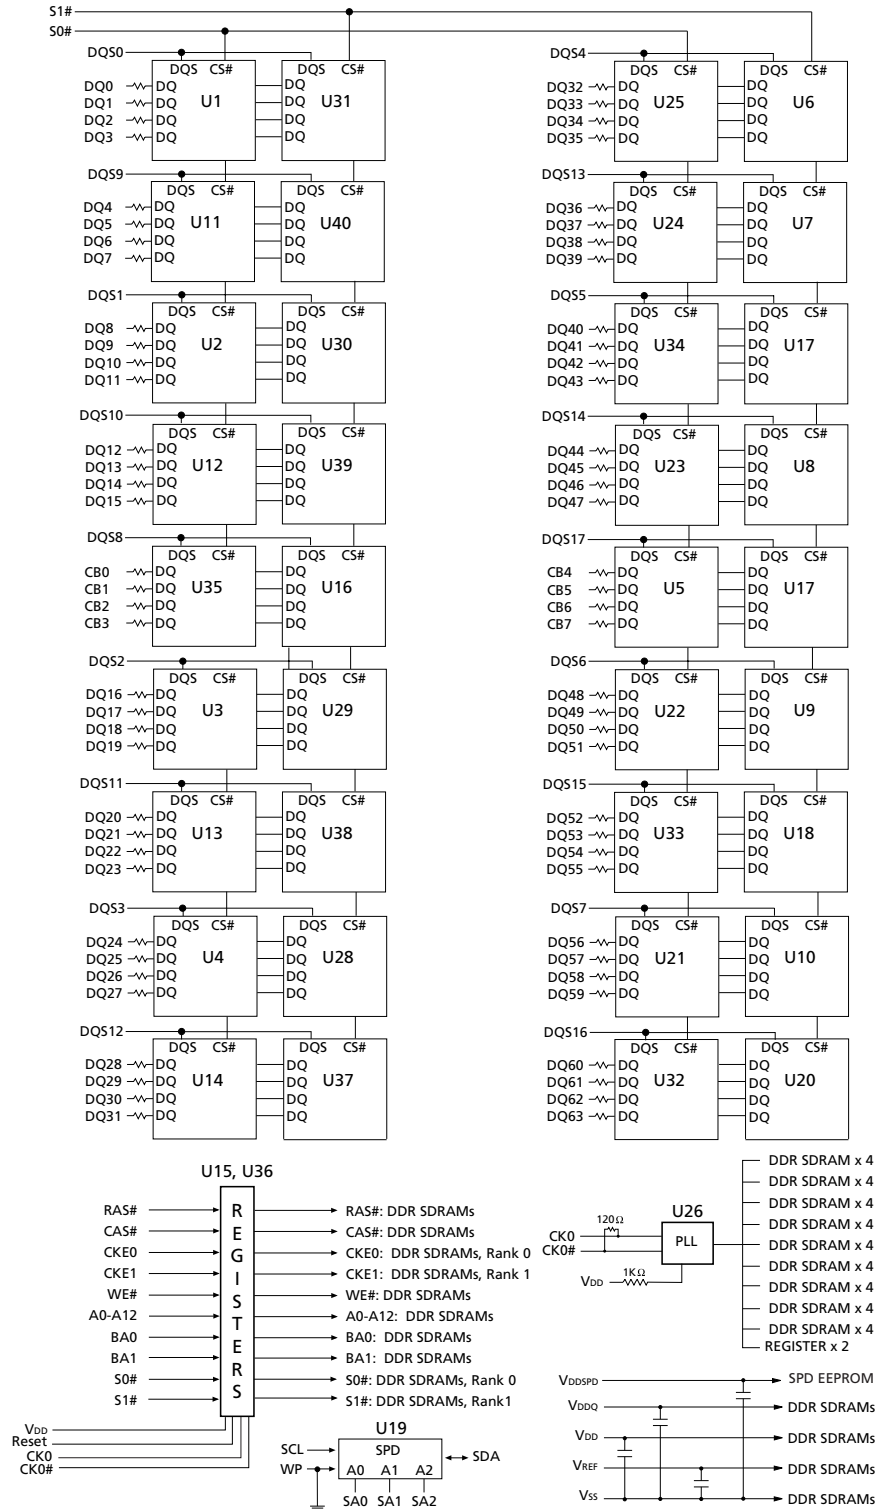 S1#
S0#
DQS0
DQS CS#
DQS CS#
DQ0 DQ U1 DQ U31
DQ1 DQ DQ
DQ2 DQ DQ
DQ3 DQ DQ
DQS9
DQS CS#
DQS CS#
DQ4 DQ U11 DQ U40
DQ5 DQ DQ
DQ6 DQ DQ
DQ7 DQ DQ
DQS1
DQS CS#
DQS CS#
DQ8 DQ U2 DQ U30
DQ9 DQ DQ
DQ10 DQ DQ
DQ11 DQ DQ
DQS10
DQS CS#
DQS CS#
DQ12 DQ U12 DQ U39
DQ13 DQ DQ
DQ14 DQ DQ
DQ15 DQ DQ
DQS8
DQS CS#
DQS CS#
CB0 DQ U35 DQ U16
CB1 DQ DQ
CB2 DQ DQ
CB3 DQ DQ
DQS2
DQS CS#
DQS CS#
DQ16 DQ U3 DQ U29
DQ17 DQ DQ
DQ18 DQ DQ
DQ19 DQ DQ
DQS11
DQS CS#
DQS CS#
DQ20 DQ U13 DQ U38
DQ21 DQ DQ
DQ22 DQ DQ
DQ23 DQ DQ
DQS3
DQS CS#
DQS CS#
DQ24 DQ U4 DQ U28
DQ25 DQ DQ
DQ26 DQ DQ
DQ27 DQ DQ
DQS12
DQS CS#
DQS CS#
DQ28 DQ U14 DQ U37
DQ29 DQ DQ
DQ30 DQ DQ
DQ31 DQ DQ
DQS4
DQS CS#
DQS CS#
DQ32 DQ U25 DQ U6
DQ33 DQ DQ
DQ34 DQ DQ
DQ35 DQ DQ
DQS13
DQS CS#
DQS CS#
DQ36 DQ U24 DQ U7
DQ37 DQ DQ
DQ38 DQ DQ
DQ39 DQ DQ
DQS5
DQS CS#
DQS CS#
DQ40 DQ U34 DQ U17
DQ41 DQ DQ
DQ42 DQ DQ
DQ43 DQ DQ
DQS14
DQS CS#
DQS CS#
DQ44 DQ U23 DQ U8
DQ45 DQ DQ
DQ46 DQ DQ
DQ47 DQ DQ
DQS17
DQS CS#
DQS CS#
CB4 DQ U5 DQ U17
CB5 DQ DQ
CB6 DQ DQ
CB7 DQ DQ
DQS6
DQS CS#
DQS CS#
DQ48 DQ U22 DQ U9
DQ49 DQ DQ
DQ50 DQ DQ
DQ51 DQ DQ
DQS15
DQS CS#
DQS CS#
DQ52 DQ U33 DQ U18
DQ53 DQ DQ
DQ54 DQ DQ
DQ55 DQ DQ
DQS7
DQS CS#
DQS CS#
DQ56 DQ U21 DQ U10
DQ57 DQ DQ
DQ58 DQ DQ
DQ59 DQ DQ
DQS16
DQS CS#
DQS CS#
DQ60 DQ U32 DQ U20
DQ61 DQ DQ
DQ62 DQ DQ
DQ63 DQ DQ
U15, U36
REGISTERS
RAS# RAS#: DDR SDRAMs
CAS# CAS#: DDR SDRAMs
CKE0 CKE0: DDR SDRAMs, Rank 0
CKE1 CKE1: DDR SDRAMs, Rank 1
WE# WE#: DDR SDRAMs
A0-A12 A0-A12: DDR SDRAMs
BA0 BA0: DDR SDRAMs
BA1 BA1: DDR SDRAMs
S0# S0#: DDR SDRAMs, Rank 0
S1# S1#: DDR SDRAMs, Rank1
VDD
Reset
CK0
CK0#
U19
SCL SPD SDA
WP A0 A1 A2
SA0 SA1 SA2
U26
120Ω
CK0
CK0#
PLL
VDD 1KΩ
DDR SDRAM x 4
DDR SDRAM x 4
DDR SDRAM x 4
DDR SDRAM x 4
DDR SDRAM x 4
DDR SDRAM x 4
DDR SDRAM x 4
DDR SDRAM x 4
DDR SDRAM x 4
REGISTER x 2
VDDSPD SPD EEPROM
VDDQ DDR SDRAMs
VDD DDR SDRAMs
VREF DDR SDRAMs
VSS DDR SDRAMs